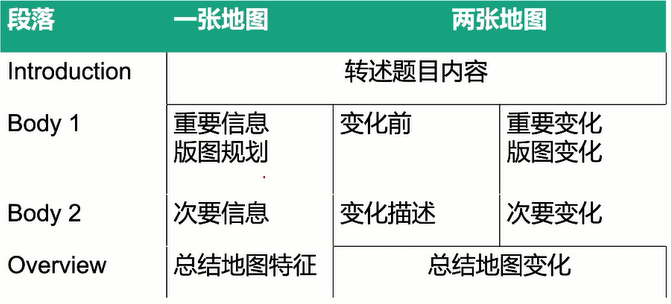 段落 一张地图 两张地图
Introduction 转述题目内容
Body 1 重要信息 变化前 重要变化
版图规划 版图变化
Body 2 次要信息 变化描述 次要变化
Overview 总结地图特征 总结地图变化